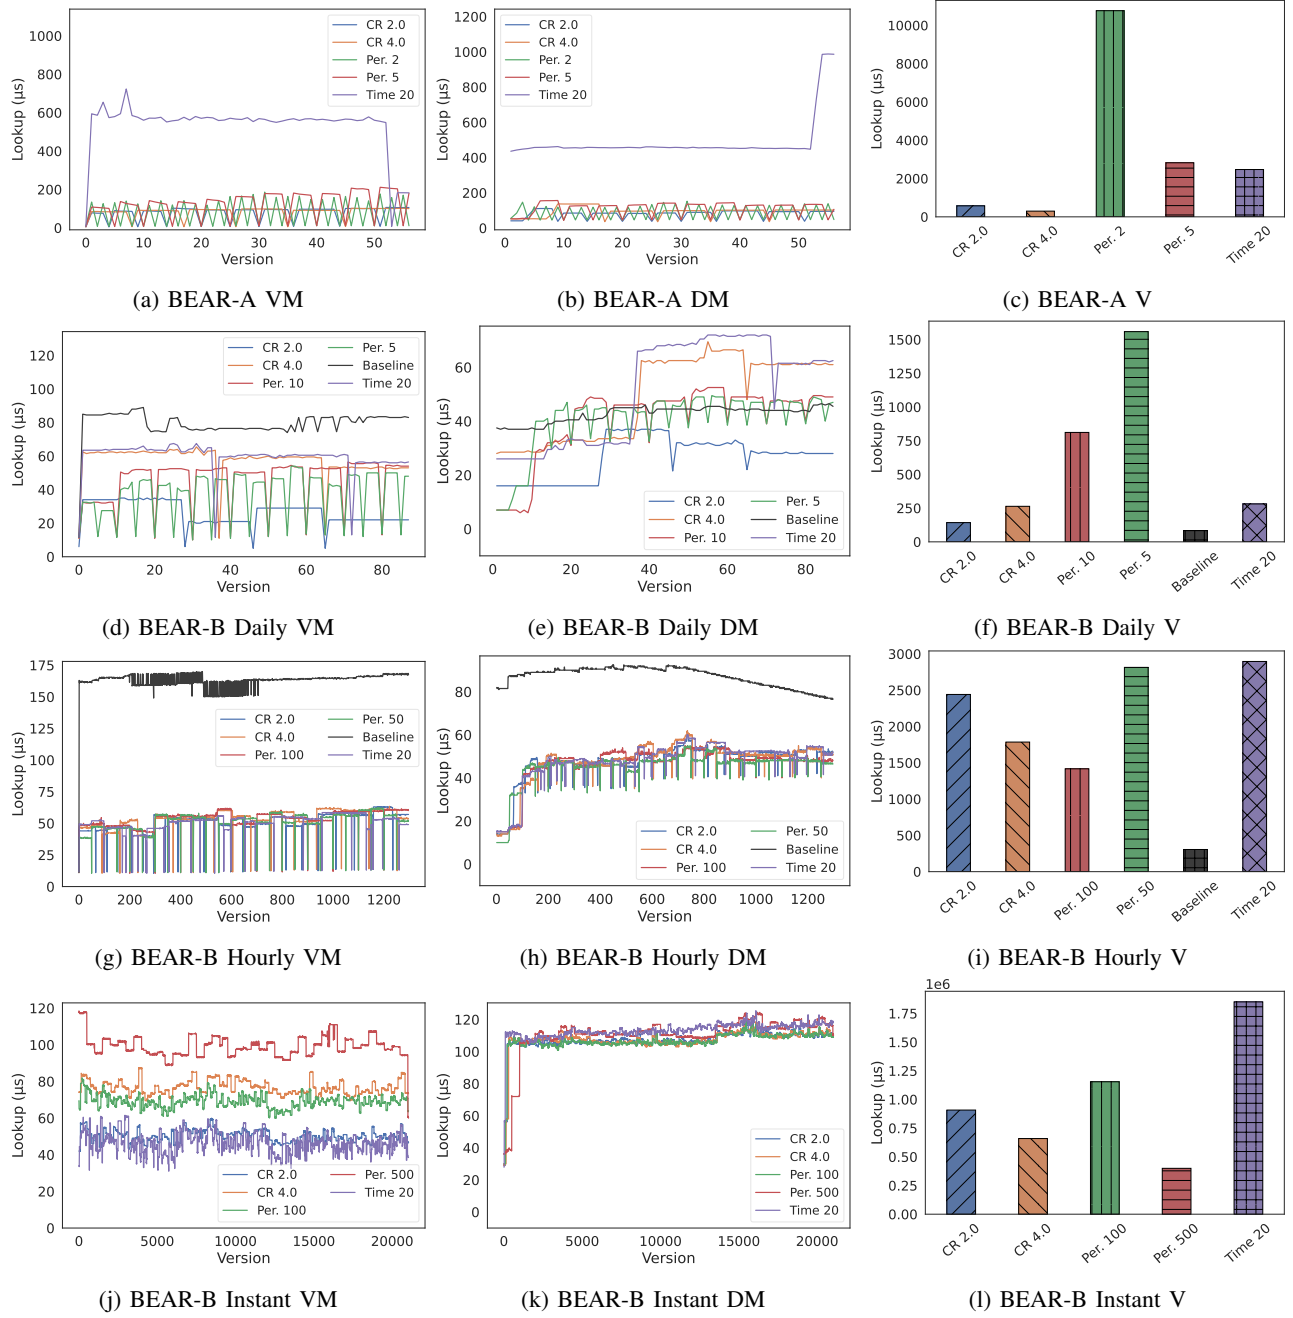 1000
800
600
400
200
0
Lookup (µs)
0 10 20 30 40 50
Version
CR 2.0
CR 4.0
Per. 2
Per. 5
Time 20
(a) BEAR-A VM
1200
1000
800
600
400
200
0
Lookup (µs)
0 10 20 30 40 50
Version
CR 2.0
CR 4.0
Per. 2
Per. 5
Time 20
(b) BEAR-A DM
10000
8000
6000
4000
2000
0
Lookup (µs)
CR 2.0 CR 4.0 Per. 2 Per. 5 Time 20
(c) BEAR-A V
120
100
80
60
40
20
0
Lookup (µs)
0 20 40 60 80
Version
CR 2.0 Per. 5
CR 4.0 Baseline
Per. 10 Time 20
(d) BEAR-B Daily VM
60
40
20
0
Lookup (µs)
0 20 40 60 80
Version
CR 2.0 Per. 5
CR 4.0 Baseline
Per. 10 Time 20
(e) BEAR-B Daily DM
1500
1250
1000
750
500
250
0
Lookup (µs)
CR 2.0 CR 4.0 Per. 10 Per. 5 Baseline Time 20
(f) BEAR-B Daily V
175
150
125
100
75
50
25
0
Lookup (µs)
0 200 400 600 800 1000 1200
Version
CR 2.0 Per. 50
CR 4.0 Baseline
Per. 100 Time 20
(g) BEAR-B Hourly VM
80
60
40
20
0
Lookup (µs)
0 200 400 600 800 1000 1200
Version
CR 2.0 Per. 50
CR 4.0 Baseline
Per. 100 Time 20
(h) BEAR-B Hourly DM
3000
2500
2000
1500
1000
500
0
Lookup (µs)
CR 2.0 CR 4.0 Per. 100 Per. 50 Baseline Time 20
(i) BEAR-B Hourly V
120
100
80
60
40
20
0
Lookup (µs)
0 5000 10000 15000 20000
Version
CR 2.0 Per. 500
CR 4.0 Time 20
Per. 100
(j) BEAR-B Instant VM
120
100
80
60
40
20
0
Lookup (µs)
0 5000 10000 15000 20000
Version
CR 2.0
CR 4.0
Per. 100
Per. 500
Time 20
(k) BEAR-B Instant DM
1e6
1.75
1.50
1.25
1.00
0.75
0.50
0.25
0.00
Lookup (µs)
CR 2.0 CR 4.0 Per. 100 Per. 500 Time 20
(l) BEAR-B Instant V